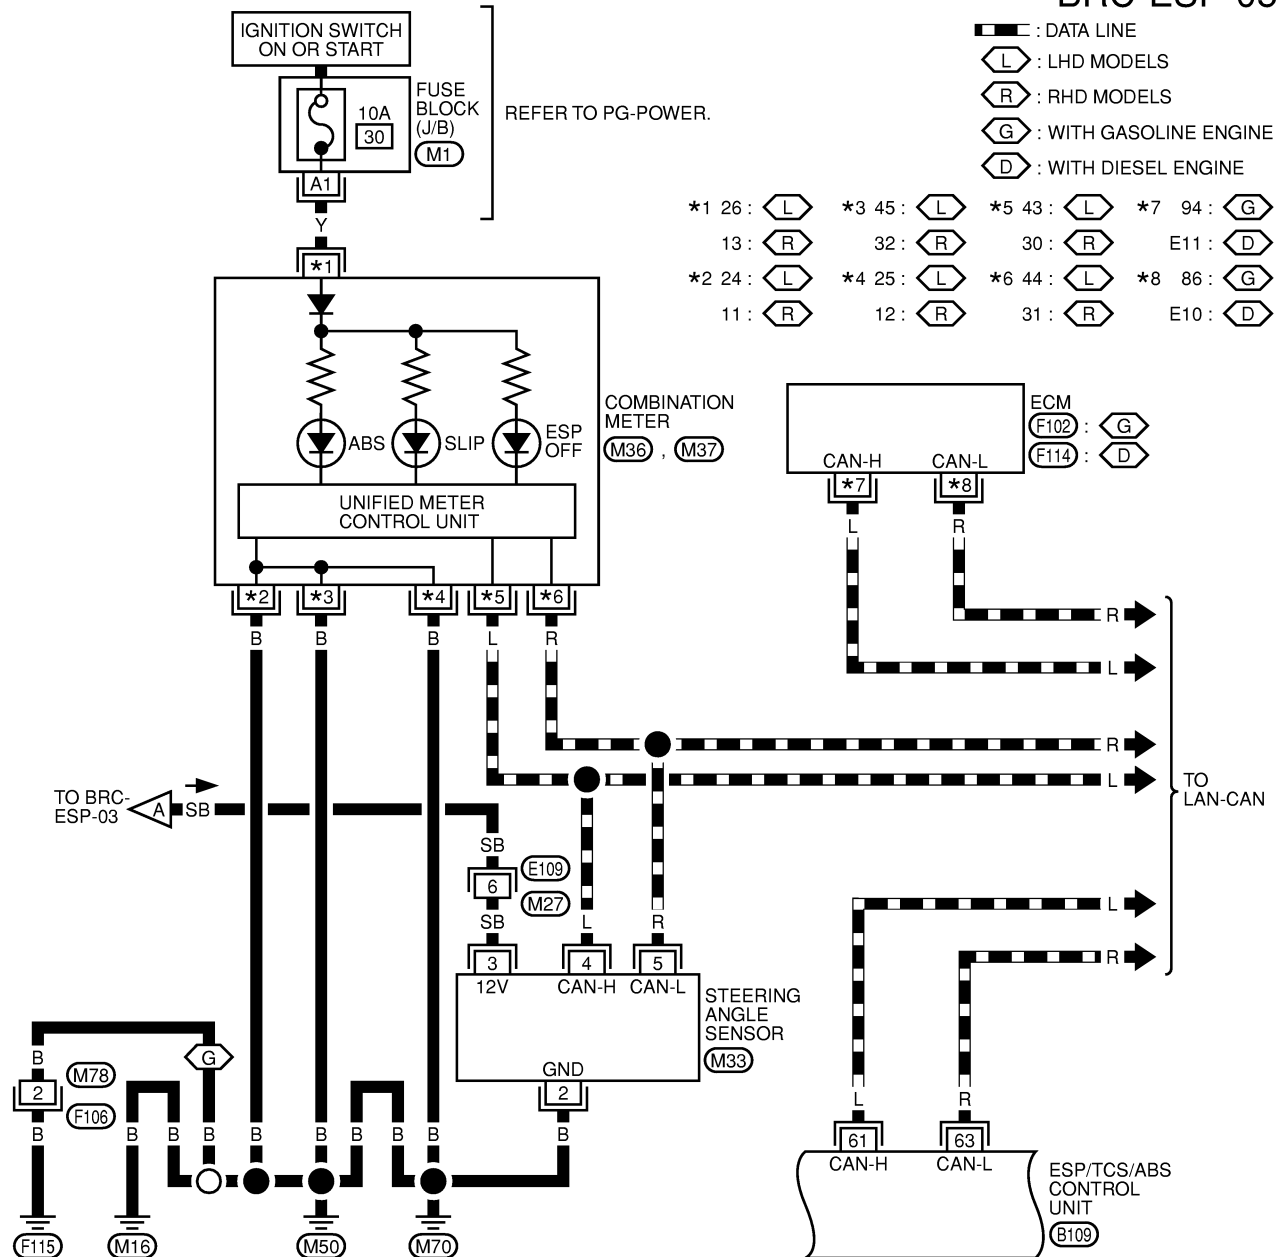 BRC-ESP-03
IGNITION SWITCH
ON OR START
10A
30
FUSE
BLOCK
(J/B)
M1
REFER TO PG-POWER.
: DATA LINE
L : LHD MODELS
R : RHD MODELS
G : WITH GASOLINE ENGINE
D : WITH DIESEL ENGINE
A1
Y
*1
*1 26 : L *3 45 : L *5 43 : L *7 94 : G
13 : R 32 : R 30 : R E11 : D
*2 24 : L *4 25 : L *6 44 : L *8 86 : G
11 : R 12 : R 31 : R E10 : D
ABS
SLIP
ESP
OFF
COMBINATION
METER
M36 , M37
UNIFIED METER
CONTROL UNIT
*2 *3 *4 *5 *6
B B B L R
ECM
F102 : G
F114 : D
CAN-H CAN-L
*7 *8
L R
R
L
R
L
TO
LAN-CAN
L
R
TO BRC-
ESP-03
A
SB
SB
6
E109
M27
SB L R
3 4 5
12V CAN-H CAN-L
STEERING
ANGLE
SENSOR
M33
GND
2
B
G
B
2
M78
F106
B B B B B B B B B
F115 M16 M50 M70
L R
61 63
CAN-H CAN-L
ESP/TCS/ABS
CONTROL
UNIT
B109